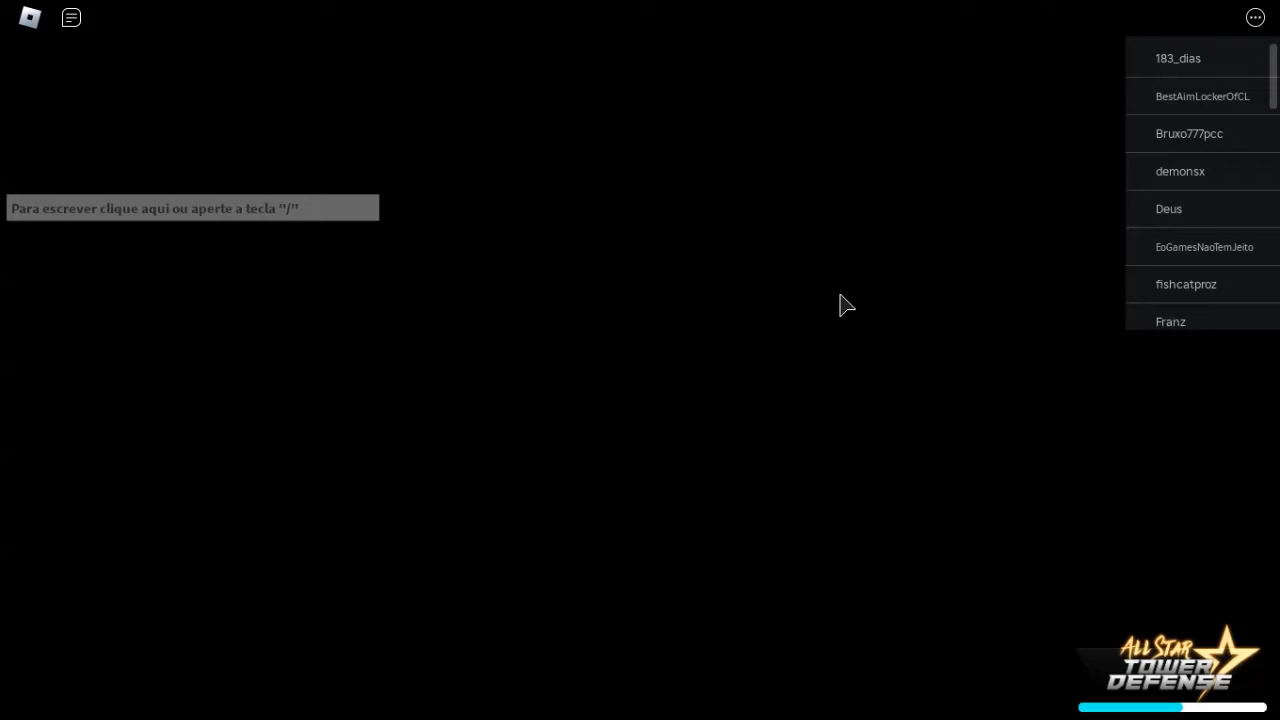 183_dias
BestAimLockerOfCL
Bruxo777pcc
demonsx
Para escrever clique aqui ou aperte a tecla "/"
Deus
EoGamesNaoTemJeito
fishcatproz
Franz
ALL STAR
TOWER
DEFENSE